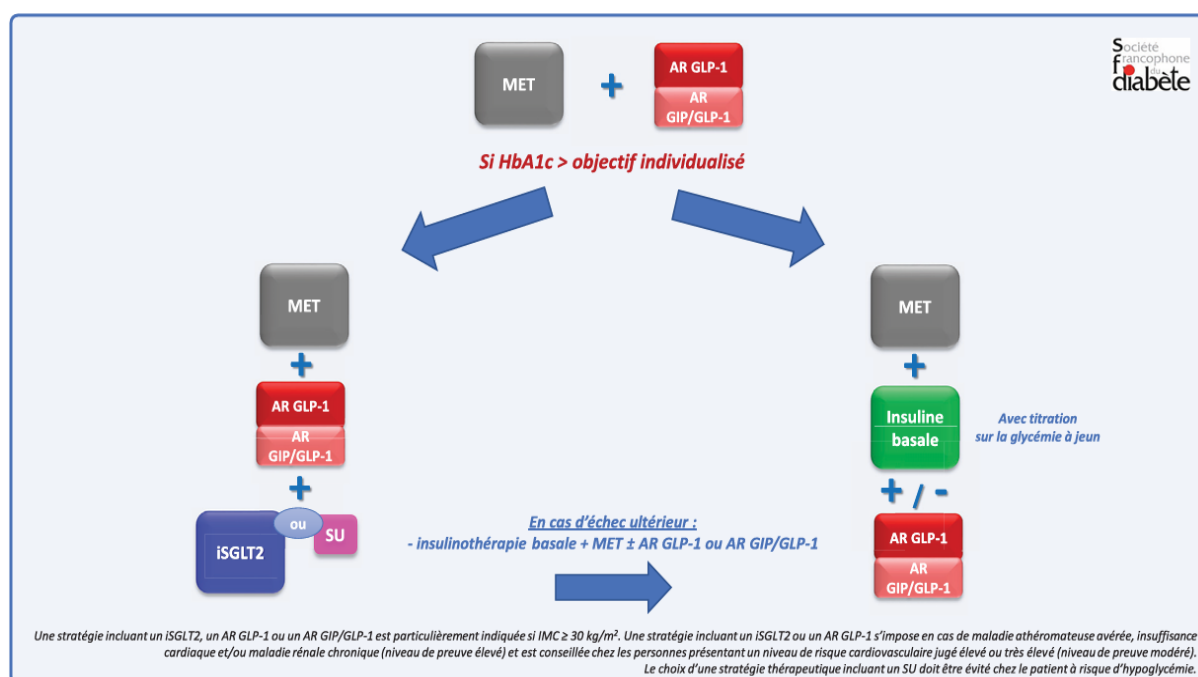 Société
francophone
du
diabète
MET
+
AR GLP-1
AR
GIP/GLP-1
Si HbA1c > objectif individualisé
MET
+
AR GLP-1
AR
GIP/GLP-1
+
iSGLT2
ou
SU
En cas d’échec ultérieur :
- insulinothérapie basale + MET ± AR GLP-1 ou AR GIP/GLP-1
MET
+
Insuline
basale
Avec titration
sur la glycémie à jeun
+ / -
AR GLP-1
AR
GIP/GLP-1
Une stratégie incluant un iSGLT2, un AR GLP-1 ou un AR GIP/GLP-1 est particulièrement indiquée si IMC ≥ 30 kg/m². Une stratégie incluant un iSGLT2 ou un AR GLP-1 s’impose en cas de maladie athéromateuse avérée, insuffisance
cardiaque et/ou maladie rénale chronique (niveau de preuve élevé) et est conseillée chez les personnes présentant un niveau de risque cardiovasculaire jugé élevé ou très élevé (niveau de preuve modéré).
Le choix d’une stratégie thérapeutique incluant un SU doit être évité chez le patient à risque d’hypoglycémie.